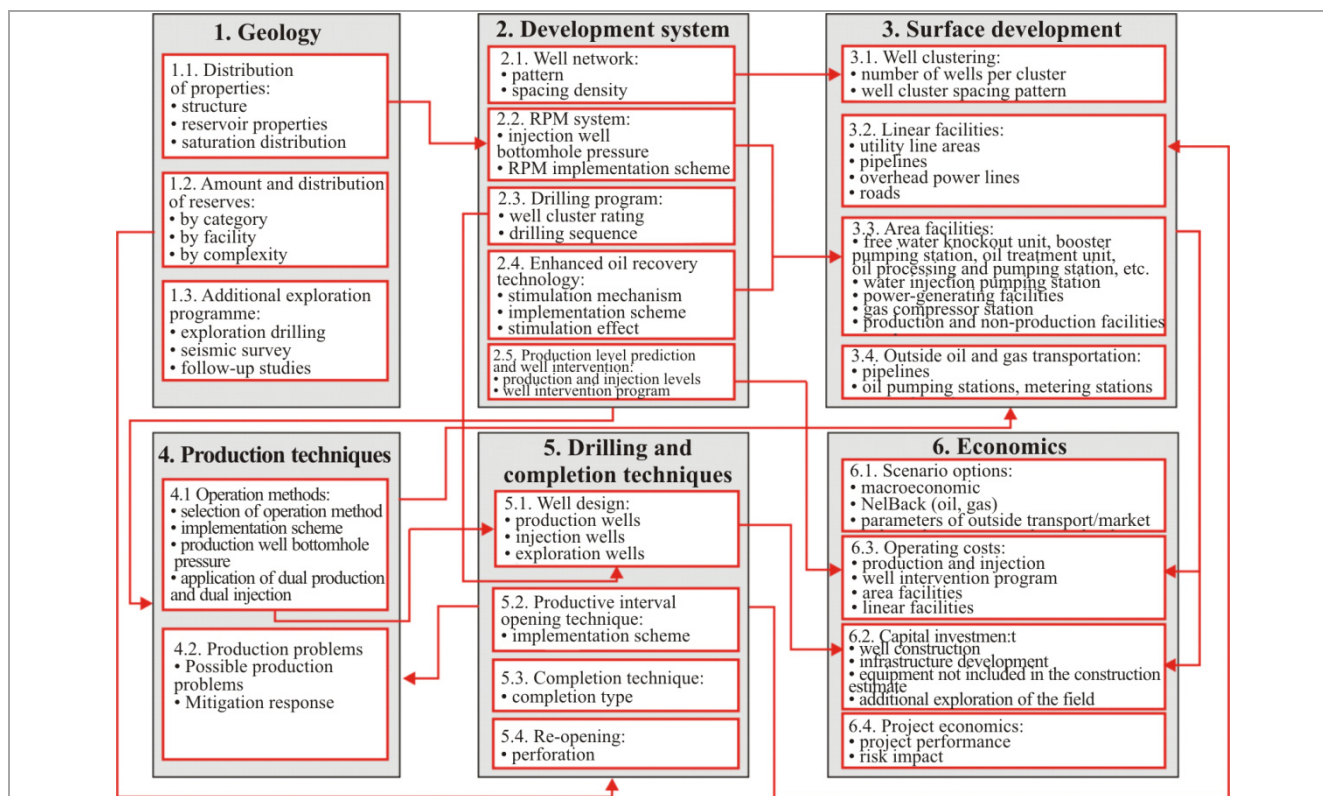 1. Geology
1.1. Distribution
of properties:
• structure
• reservoir properties
• saturation distribution
1.2. Amount and distribution
of reserves:
• by category
• by facility
• by complexity
1.3. Additional exploration
programme:
• exploration drilling
• seismic survey
• follow-up studies
2. Development system
2.1. Well network:
• pattern
• spacing density
2.2. RPM system:
• injection well
bottomhole pressure
• RPM implementation scheme
2.3. Drilling program:
• well cluster rating
• drilling sequence
2.4. Enhanced oil recovery
technology:
• stimulation mechanism
• implementation scheme
• stimulation effect
2.5. Production level prediction
and well intervention:
• production and injection levels
• well intervention program
3. Surface development
3.1. Well clustering:
• number of wells per cluster
• well cluster spacing pattern
3.2. Linear facilities:
• utility line areas
• pipelines
• overhead power lines
• roads
3.3. Area facilities:
• free water knockout unit, booster
pumping station, oil treatment unit,
oil processing and pumping station, etc.
• water injection pumping station
• power-generating facilities
• gas compressor station
• production and non-production facilities
3.4. Outside oil and gas transportation:
• pipelines
• oil pumping stations, metering stations
4. Production techniques
4.1 Operation methods:
• selection of operation method
• implementation scheme
• production well bottomhole
pressure
• application of dual production
and dual injection
4.2. Production problems
• Possible production
problems
• Mitigation response
5. Drilling and
completion techniques
5.1. Well design:
• production wells
• injection wells
• exploration wells
5.2. Productive interval
opening technique:
• implementation scheme
5.3. Completion technique:
• completion type
5.4. Re-opening:
• perforation
6. Economics
6.1. Scenario options:
• macroeconomic
• NelBack (oil, gas)
• parameters of outside transport/market
6.3. Operating costs:
• production and injection
• well intervention program
• area facilities
• linear facilities
6.2. Capital investmen:t
• well construction
• infrastructure development
• equipment not included in the construction
estimate
• additional exploration of the field
6.4. Project economics:
• project performance
• risk impact